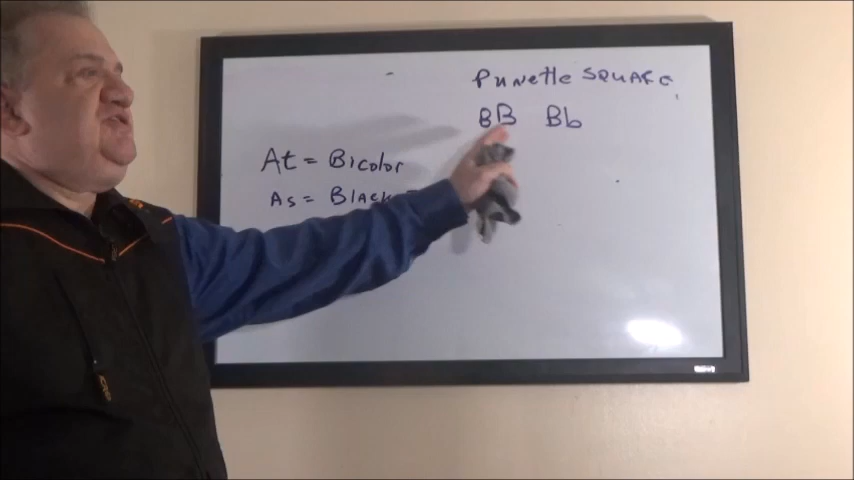 Punette SQUARE
BB Bb
At = Bicolor
As = Black